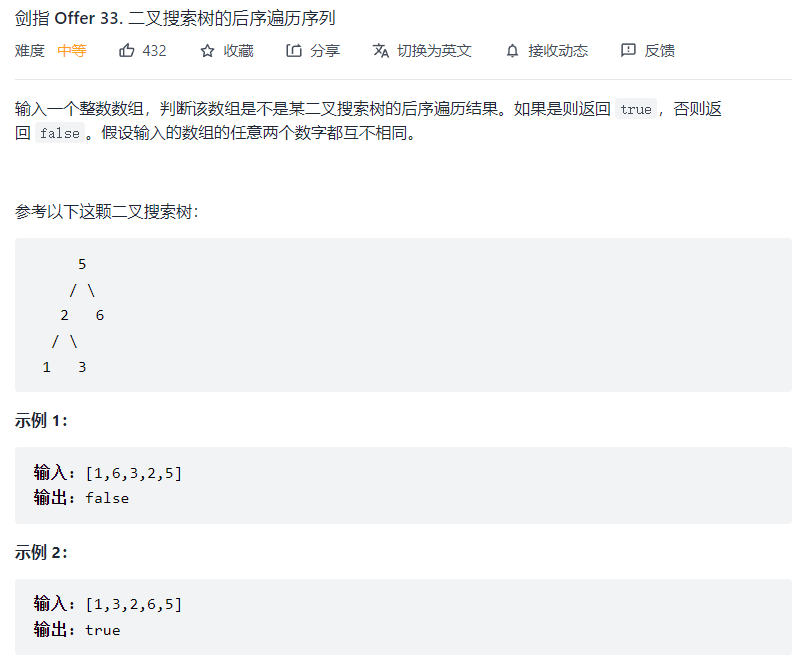 剑指 Offer 33. 二叉搜索树的后序遍历序列
难度 中等 432 收藏 分享 切换为英文 接收动态 反馈
输入一个整数数组，判断该数组是不是某二叉搜索树的后序遍历结果。如果是则返回 true，否则返
回 false。假设输入的数组的任意两个数字都互不相同。
参考以下这颗二叉搜索树：
5
/ \
2 6
/ \
1 3
示例 1：
输入：[1,6,3,2,5]
输出：false
示例 2：
输入：[1,3,2,6,5]
输出：true